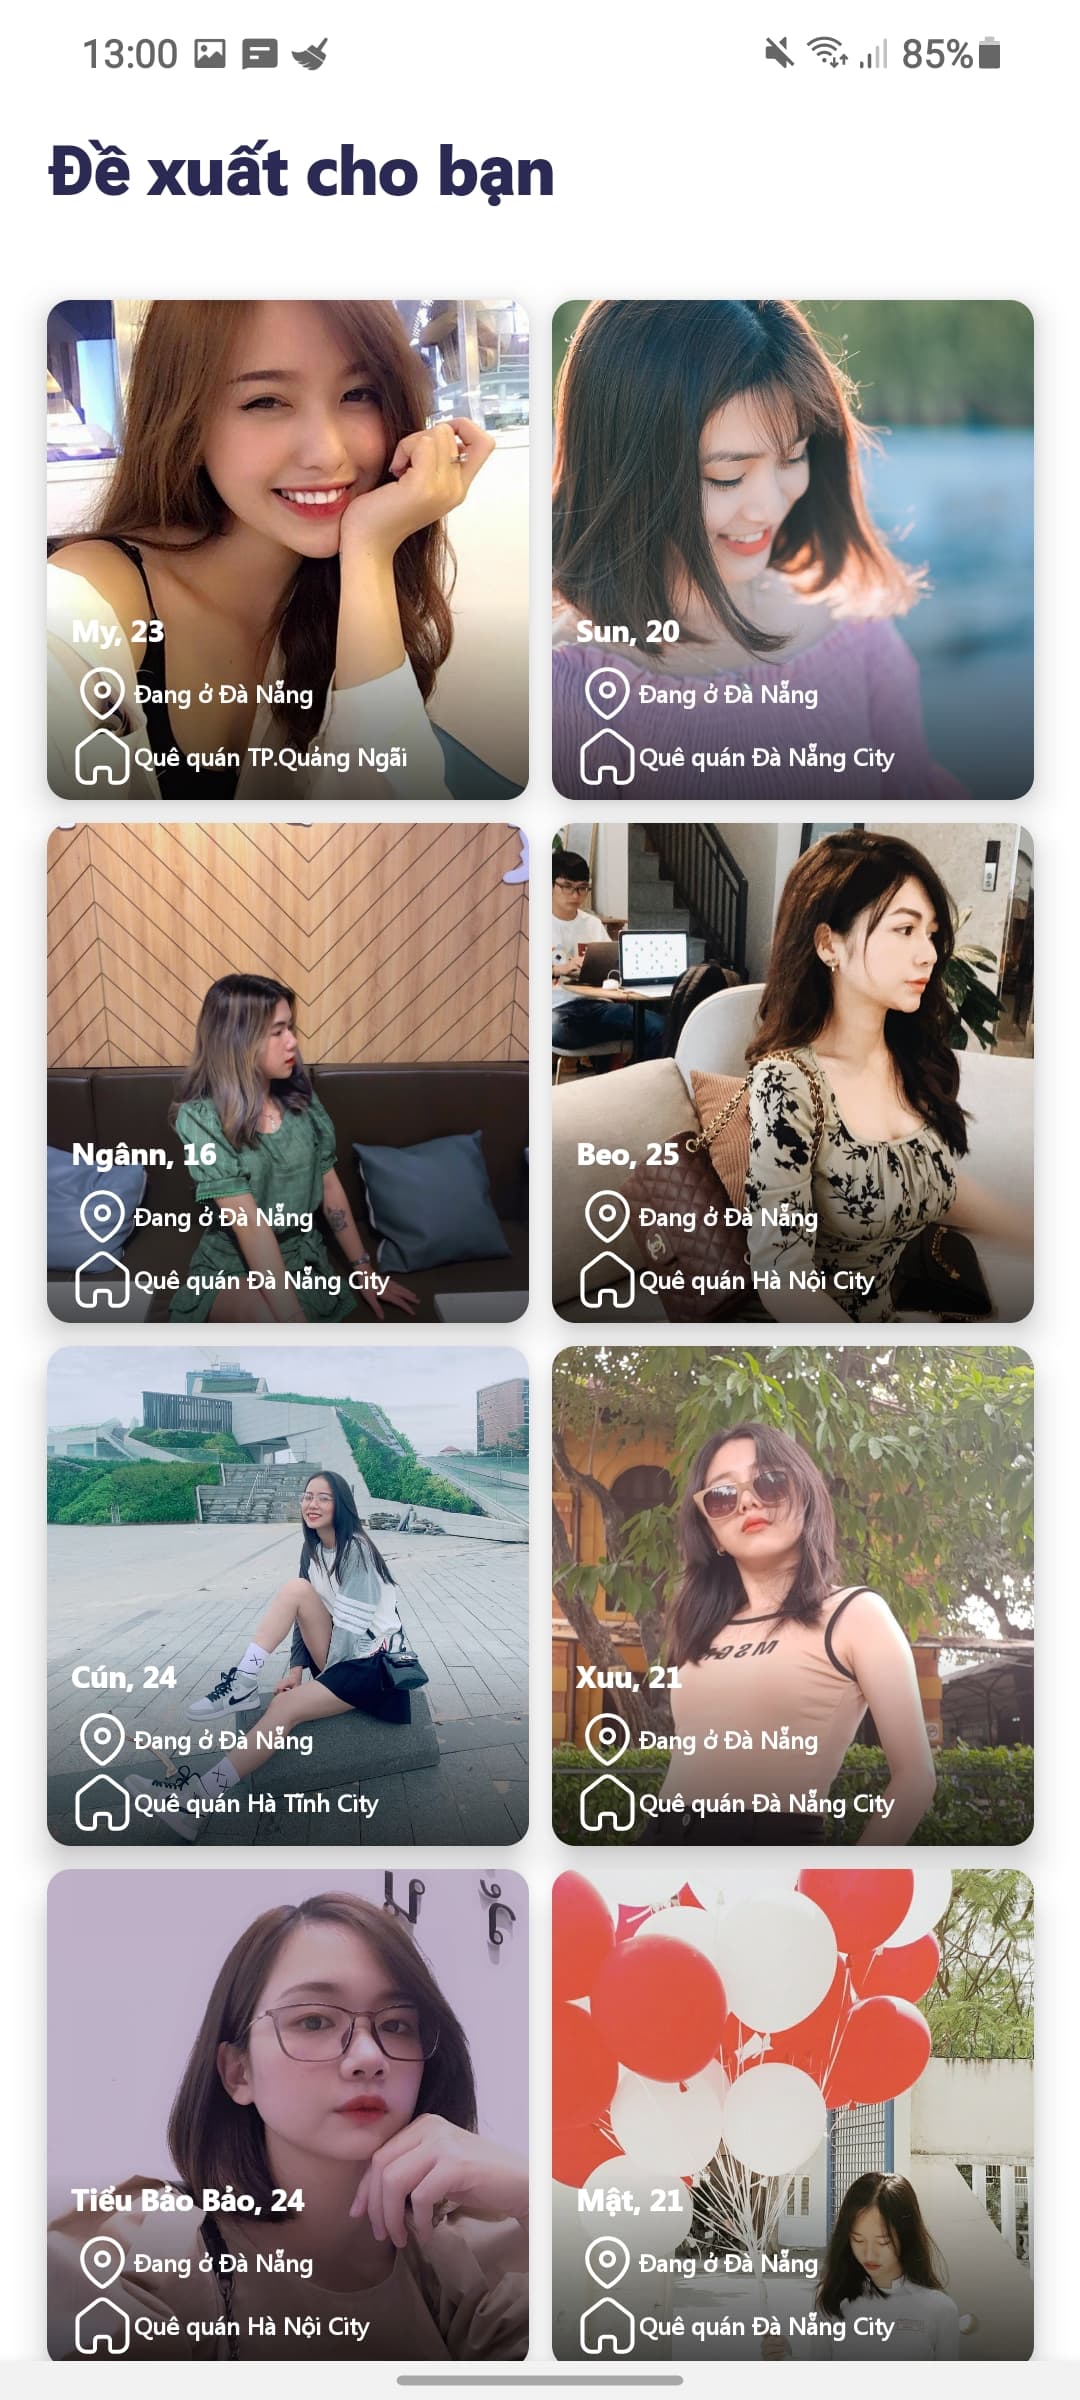 13:00
85%
Đề xuất cho bạn
My, 23
Đang ở Đà Nẵng
Quê quán TP.Quảng Ngãi
Sun, 20
Đang ở Đà Nẵng
Quê quán Đà Nẵng City
Ngânn, 16
Đang ở Đà Nẵng
Quê quán Đà Nẵng City
Beo, 25
Đang ở Đà Nẵng
Quê quán Hà Nội City
Cún, 24
Đang ở Đà Nẵng
Quê quán Hà Tĩnh City
Xuu, 21
Đang ở Đà Nẵng
Quê quán Đà Nẵng City
Tiểu Bảo Bảo, 24
Đang ở Đà Nẵng
Quê quán Hà Nội City
Mật, 21
Đang ở Đà Nẵng
Quê quán Đà Nẵng City